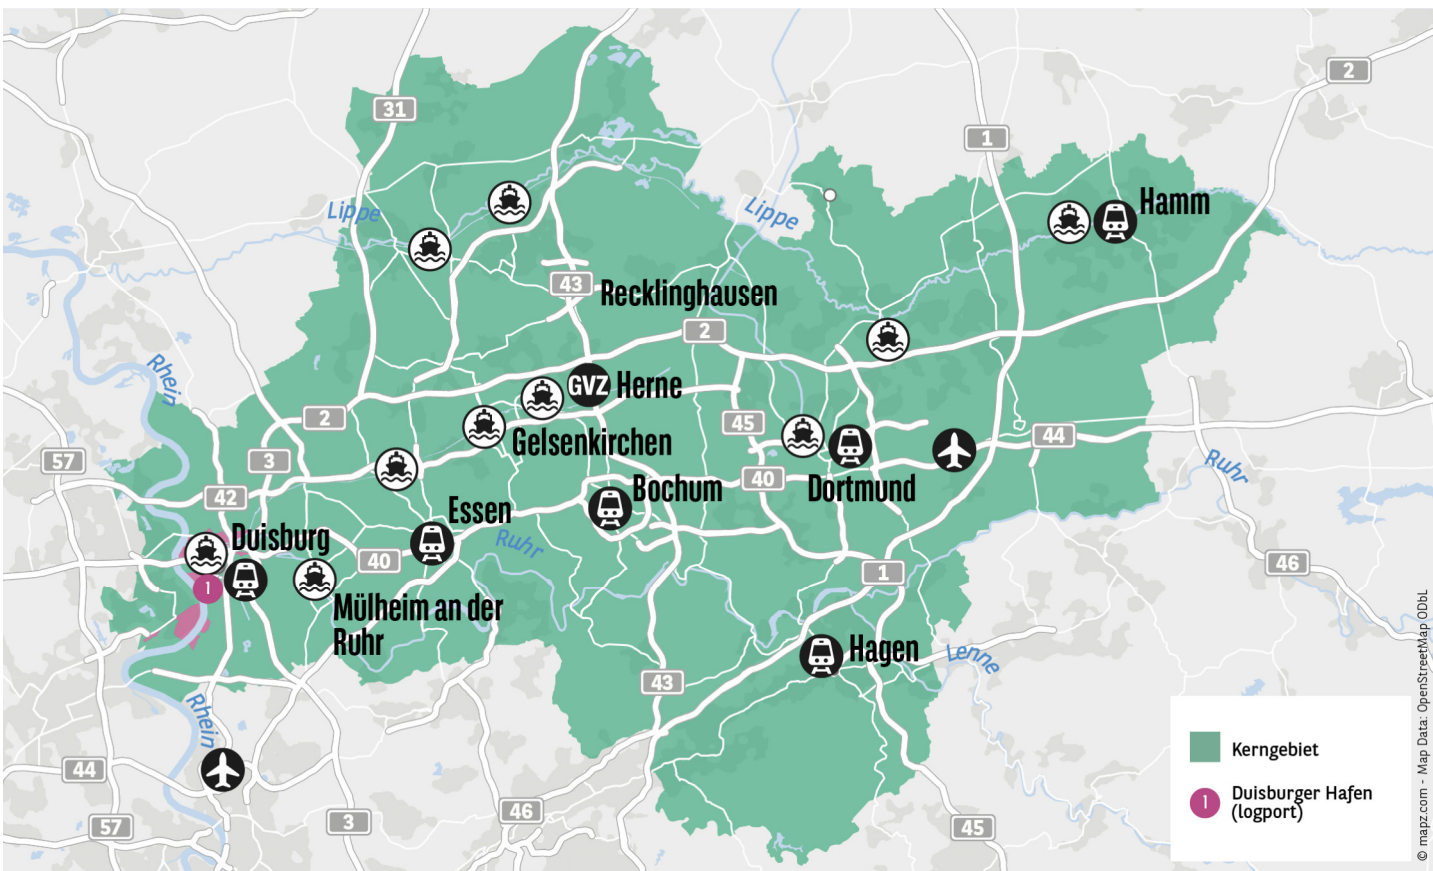 2
31
1
Hamm
Lippe
Lippe
43
Recklinghausen
2
Rhein
GVZ
Herne
2
45
Gelsenkirchen
44
57
3
42
40
Ruhr
Bochum
Dortmund
Essen
Duisburg
Ruhr
40
1
46
1
Mülheim an der
Ruhr
Hagen
Lenne
43
Rhein
44
57
3
46
45
Kerngebiet
1
Duisburger Hafen
(logport)
© mapz.com - Map Data: OpenStreetMap ODbL